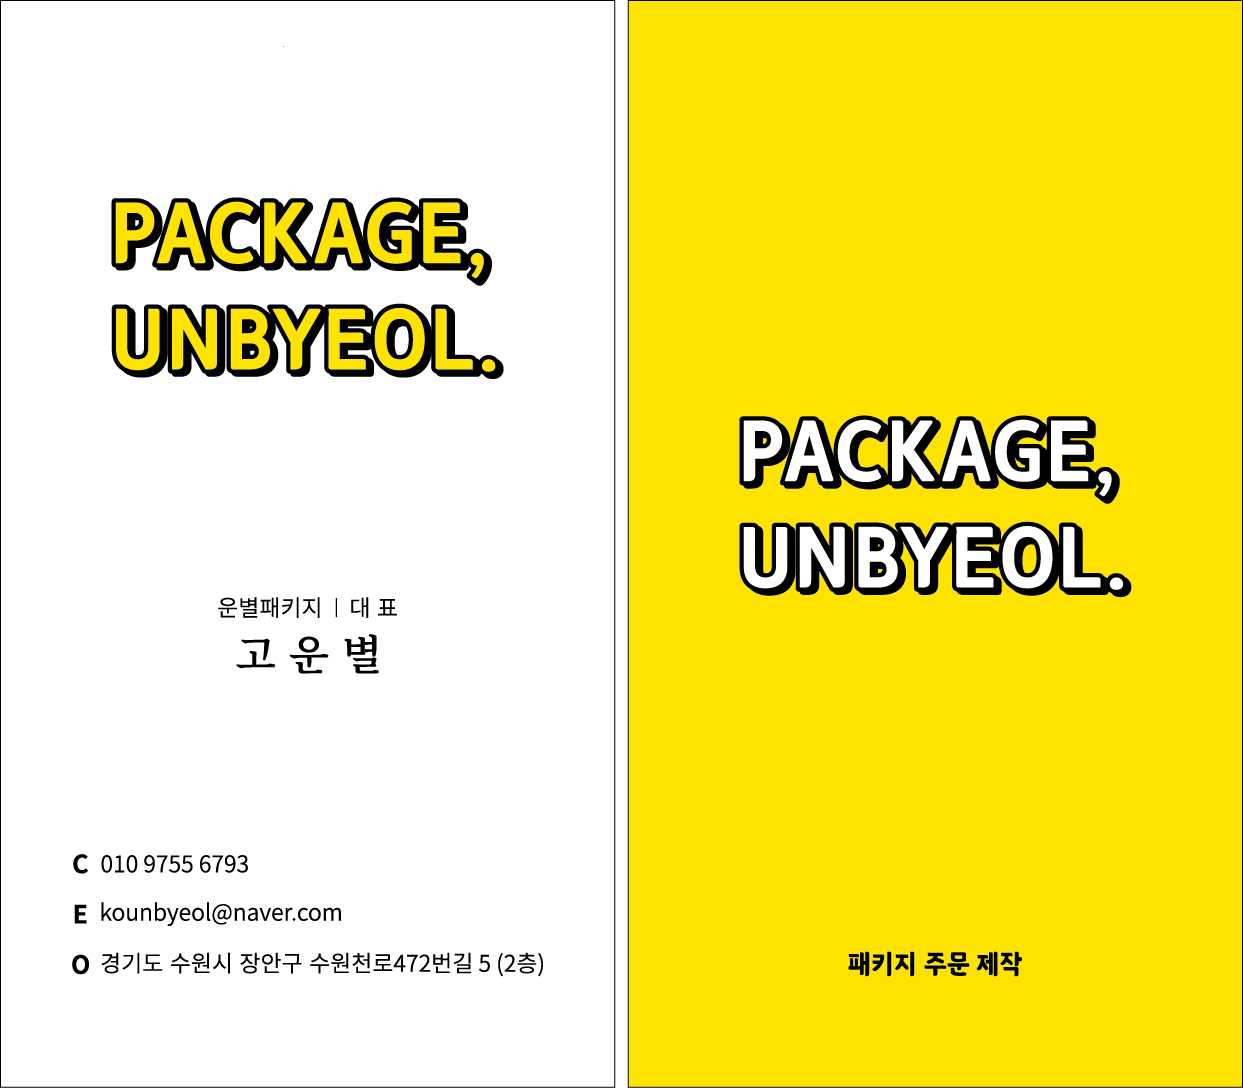 PACKAGE,
UNBYEOL.
운별패키지 | 대 표
고 운 별
C 010 9755 6793
E kounbyeol@naver.com
O 경기도 수원시 장안구 수원천로472번길 5 (2층)
PACKAGE,
UNBYEOL.
패키지 주문 제작